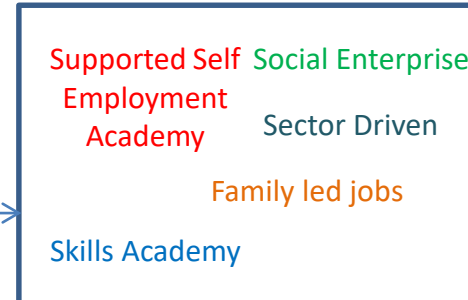 Supported Self
Employment
Academy
Social Enterprise
Sector Driven
Family led jobs
Skills Academy